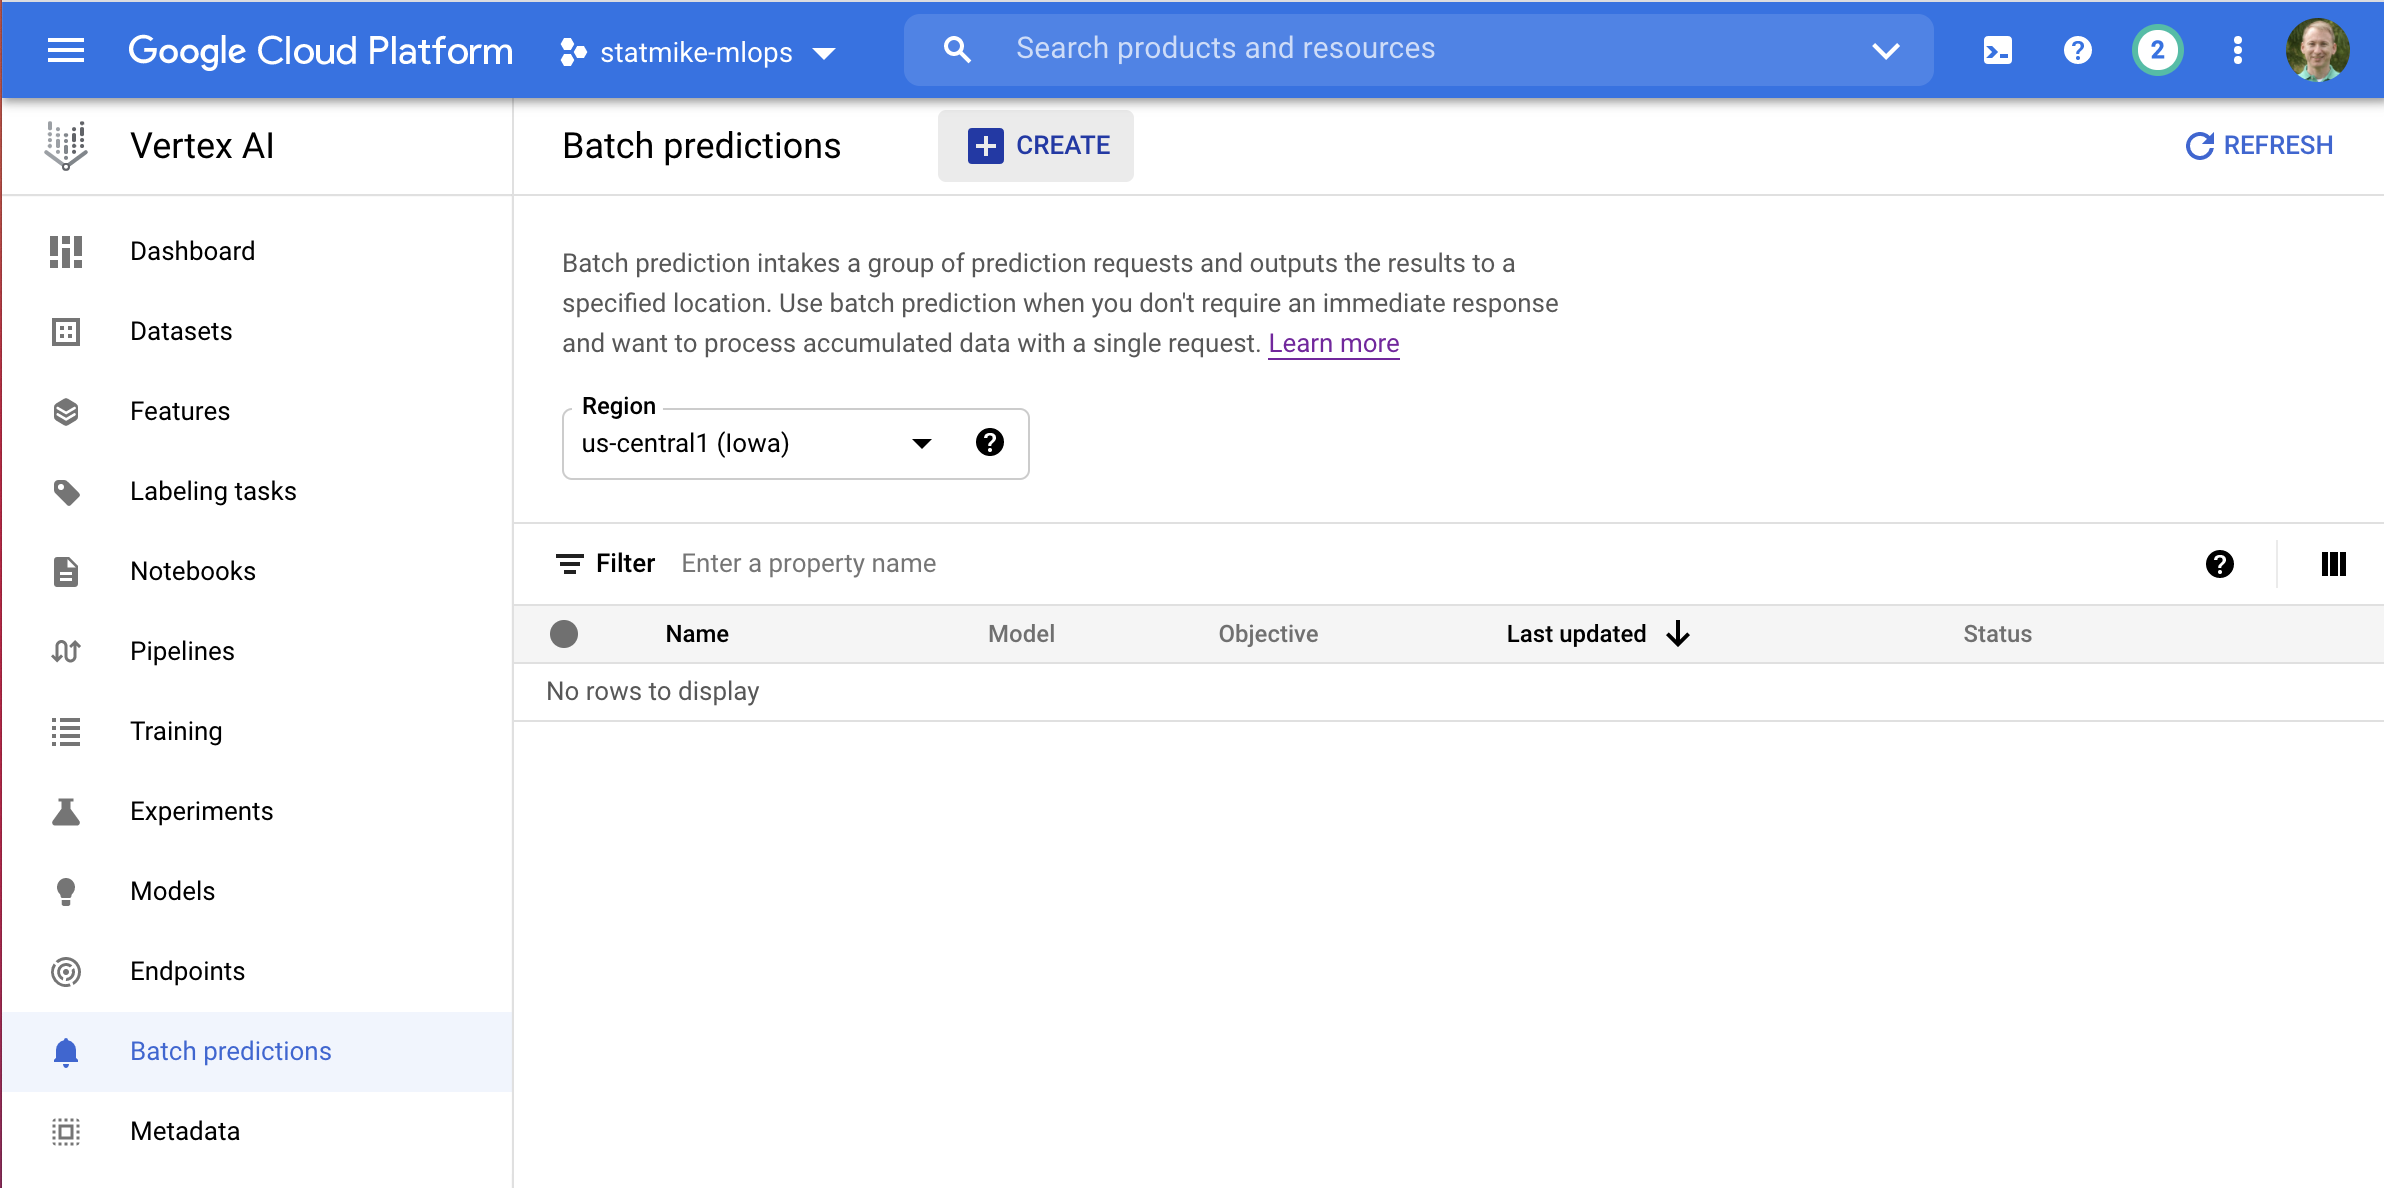 Google Cloud Platform
statmike-mlops
Search products and resources
2
Vertex AI
Batch predictions
CREATE
REFRESH
Dashboard
Datasets
Features
Labeling tasks
Notebooks
Pipelines
Training
Experiments
Models
Endpoints
Batch predictions
Metadata
Batch prediction intakes a group of prediction requests and outputs the results to a
specified location. Use batch prediction when you don't require an immediate response
and want to process accumulated data with a single request. Learn more
Region
us-central1 (Iowa)
Filter Enter a property name
Name Model Objective Last updated Status
No rows to display